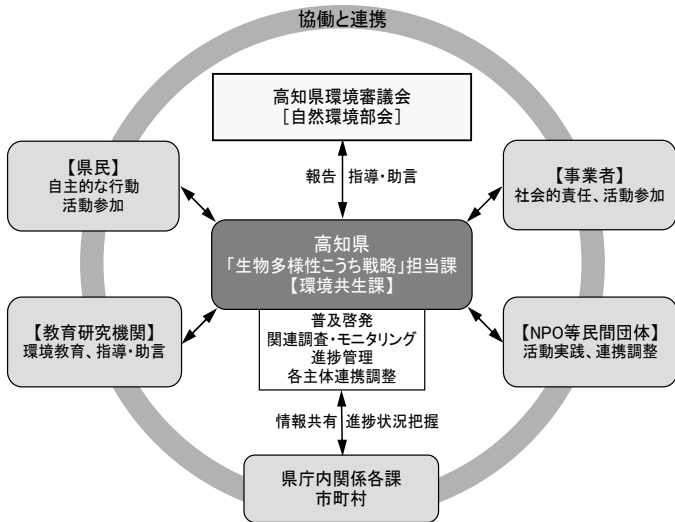 協働と連携
高知県環境審議会
［自然環境部会］
報告 指導・助言
【県民】
自主的な行動
活動参加
【事業者】
社会的責任、活動参加
高知県
「生物多様性こうち戦略」担当課
【環境共生課】
普及啓発
関連調査・モニタリング
進捗管理
各主体連携調整
【教育研究機関】
環境教育、指導・助言
【NPO等民間団体】
活動実践、連携調整
情報共有 進捗状況把握
県庁内関係各課
市町村